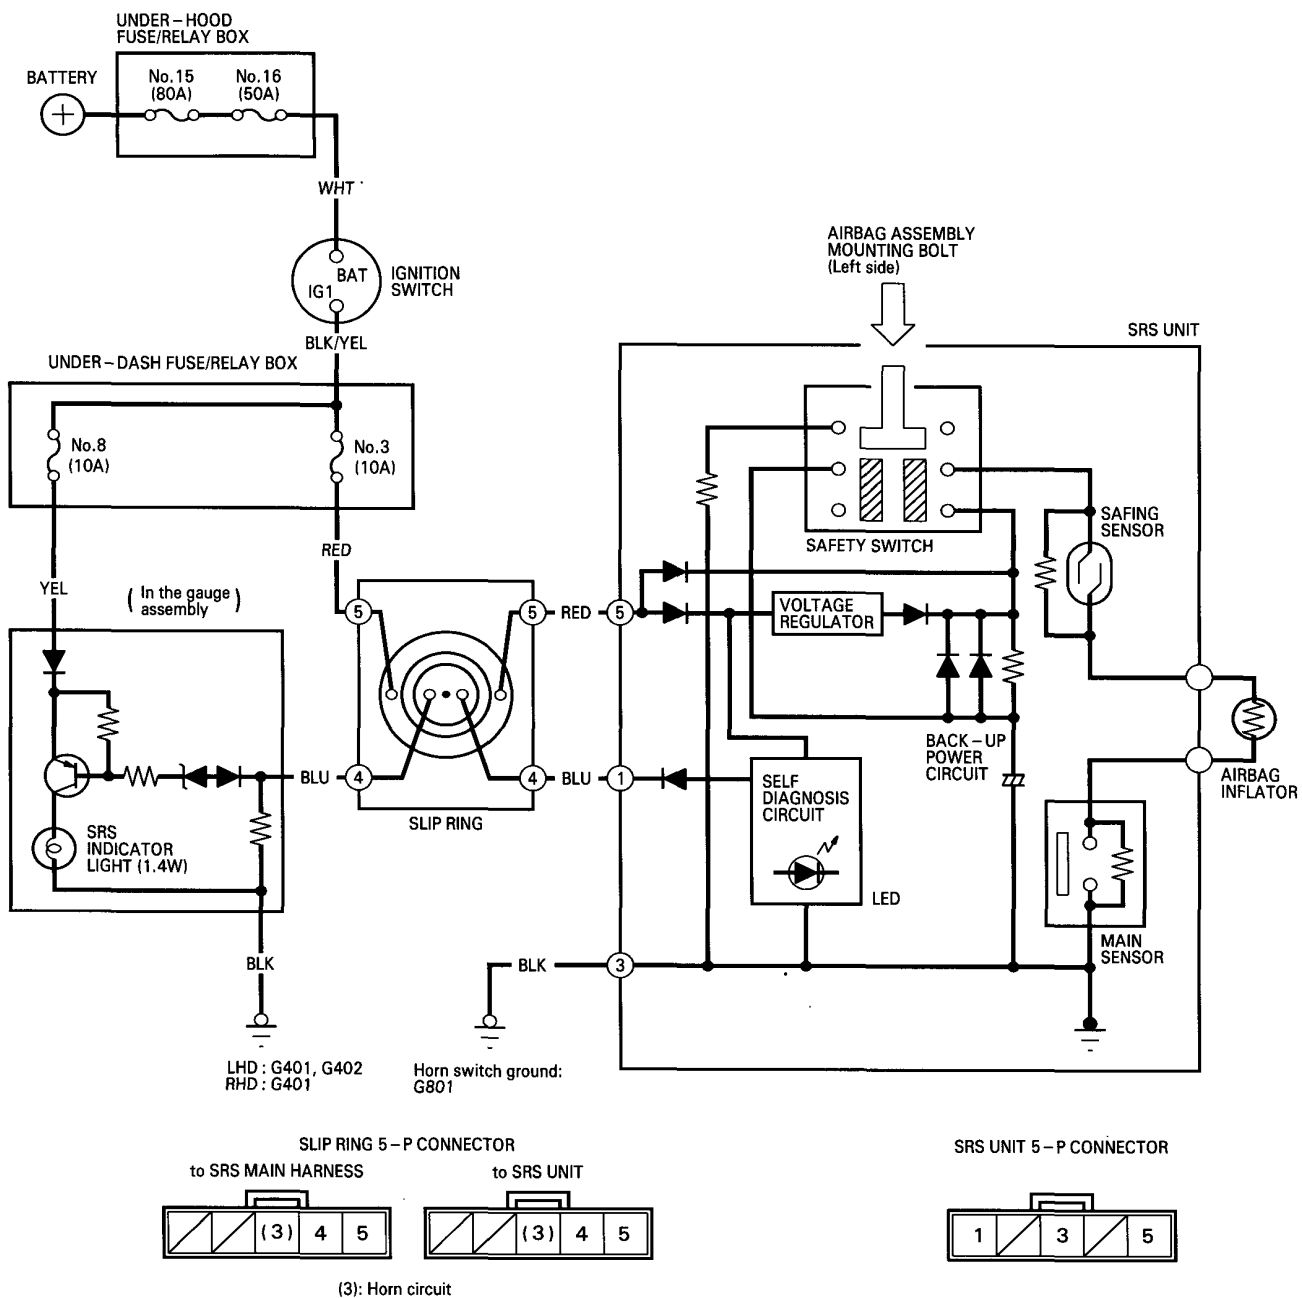 UNDER-HOOD
FUSE/RELAY BOX
BATTERY
No.15
(80A)
No.16
(50A)
WHT
BAT
IG1
IGNITION
SWITCH
BLK/YEL
UNDER-DASH FUSE/RELAY BOX
No.8
(10A)
No.3
(10A)
RED
YEL
(In the gauge
assembly)
5
5
RED
5
BLU
4
4
BLU
1
SLIP RING
SRS
INDICATOR
LIGHT (1.4W)
BLK
LHD : G401, G402
RHD : G401
BLK
3
Horn switch ground:
G801
AIRBAG ASSEMBLY
MOUNTING BOLT
(Left side)
SRS UNIT
SAFETY SWITCH
SAFING
SENSOR
VOLTAGE
REGULATOR
BACK-UP
POWER
CIRCUIT
SELF
DIAGNOSIS
CIRCUIT
LED
AIRBAG
INFLATOR
MAIN
SENSOR
SLIP RING 5-P CONNECTOR
to SRS MAIN HARNESS
to SRS UNIT
(3) 4 5
(3) 4 5
(3): Horn circuit
SRS UNIT 5-P CONNECTOR
1 3 5